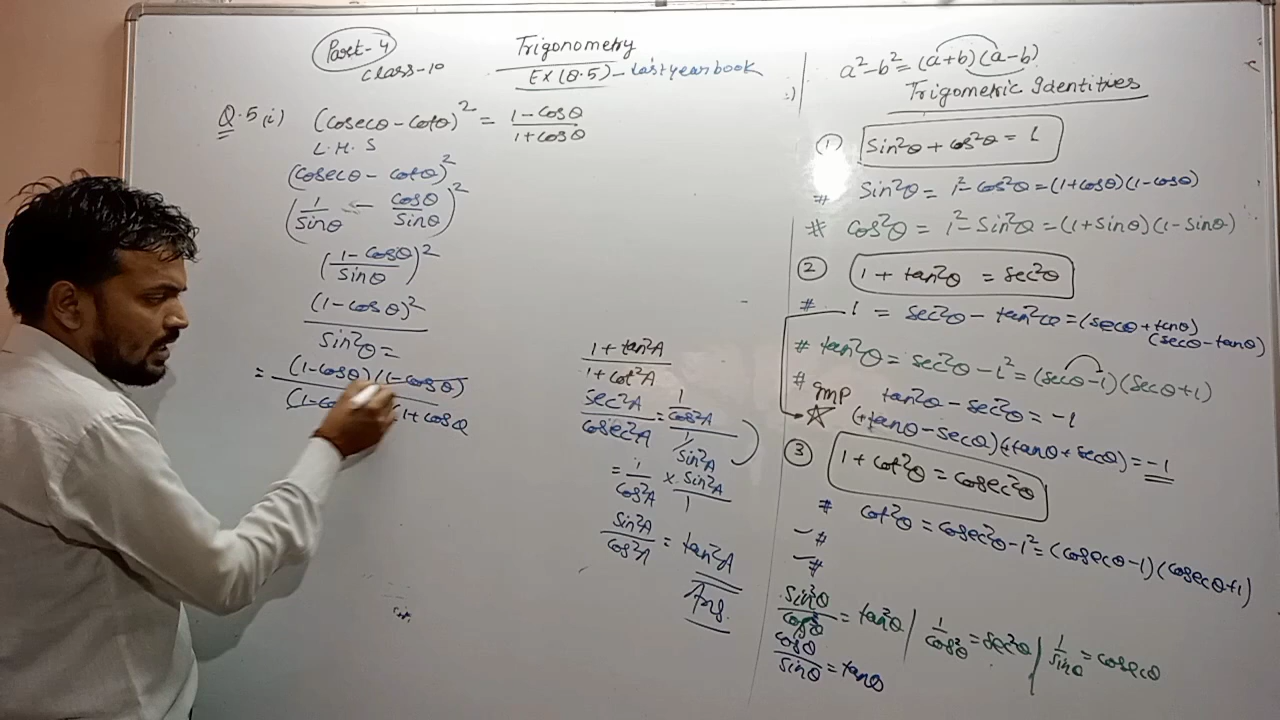 Part-4
class-10
Trigonometry
Ex(8.5) - Last year book
Q.5(i) (cosecθ - cotθ)² = (1 - cosθ)/(1 + cosθ)
L.H.S
(cosecθ - cotθ)²
(1/sinθ - cosθ/sinθ)²
((1 - cosθ)/sinθ)²
(1 - cosθ)²/sin²θ =
= (1 - cosθ)(1 - cosθ)
(1 - co (1 + cosθ
1 + tan²A/1 + cot²A
sec²A/cosec²A = 1/cos²A / 1/sin²A
= 1/cos²A × sin²A/1
sin²A/cos²A = tan²A
Ans.
a² - b² = (a + b)(a - b)
Trigometric Identities
① sin²θ + cos²θ = 1
# sin²θ = 1² - cos²θ = (1 + cosθ)(1 - cosθ)
# cos²θ = 1² - sin²θ = (1 + sinθ)(1 - sinθ)
② 1 + tan²θ = sec²θ
# 1 = sec²θ - tan²θ = (secθ + tanθ)
(secθ - tanθ)
# tan²θ = sec²θ - 1² = (secθ - 1)(secθ + 1)
# Imp tan²θ - sec²θ = -1
☆ (tanθ - secθ)(tanθ + secθ) = -1
③ 1 + cot²θ = cosec²θ
# cot²θ = cosec²θ - 1² = (cosecθ - 1)(cosecθ + 1)
#
#
sin²θ/cos²θ = tan²θ / 1/cos²θ = sec²θ / 1/sinθ = cosecθ
cosθ/sinθ = tanθ